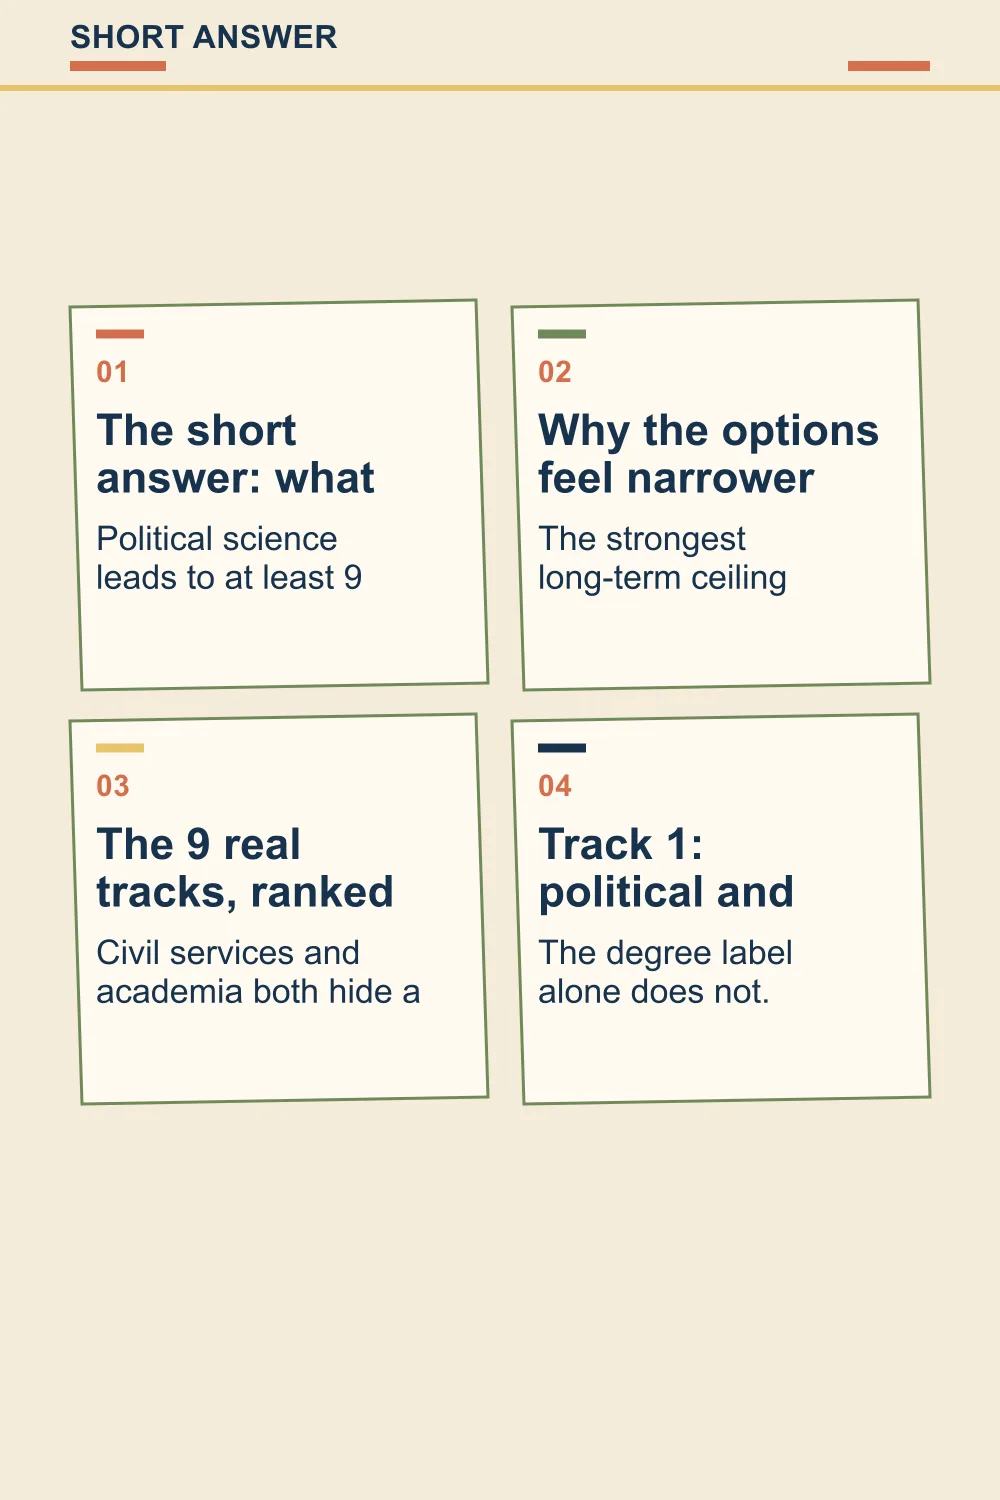 SHORT ANSWER
01
The short
answer: what
Political science
leads to at least 9
02
Why the options
feel narrower
The strongest
long-term ceiling
03
The 9 real
tracks, ranked
Civil services and
academia both hide a
04
Track 1:
political and
The degree label
alone does not.